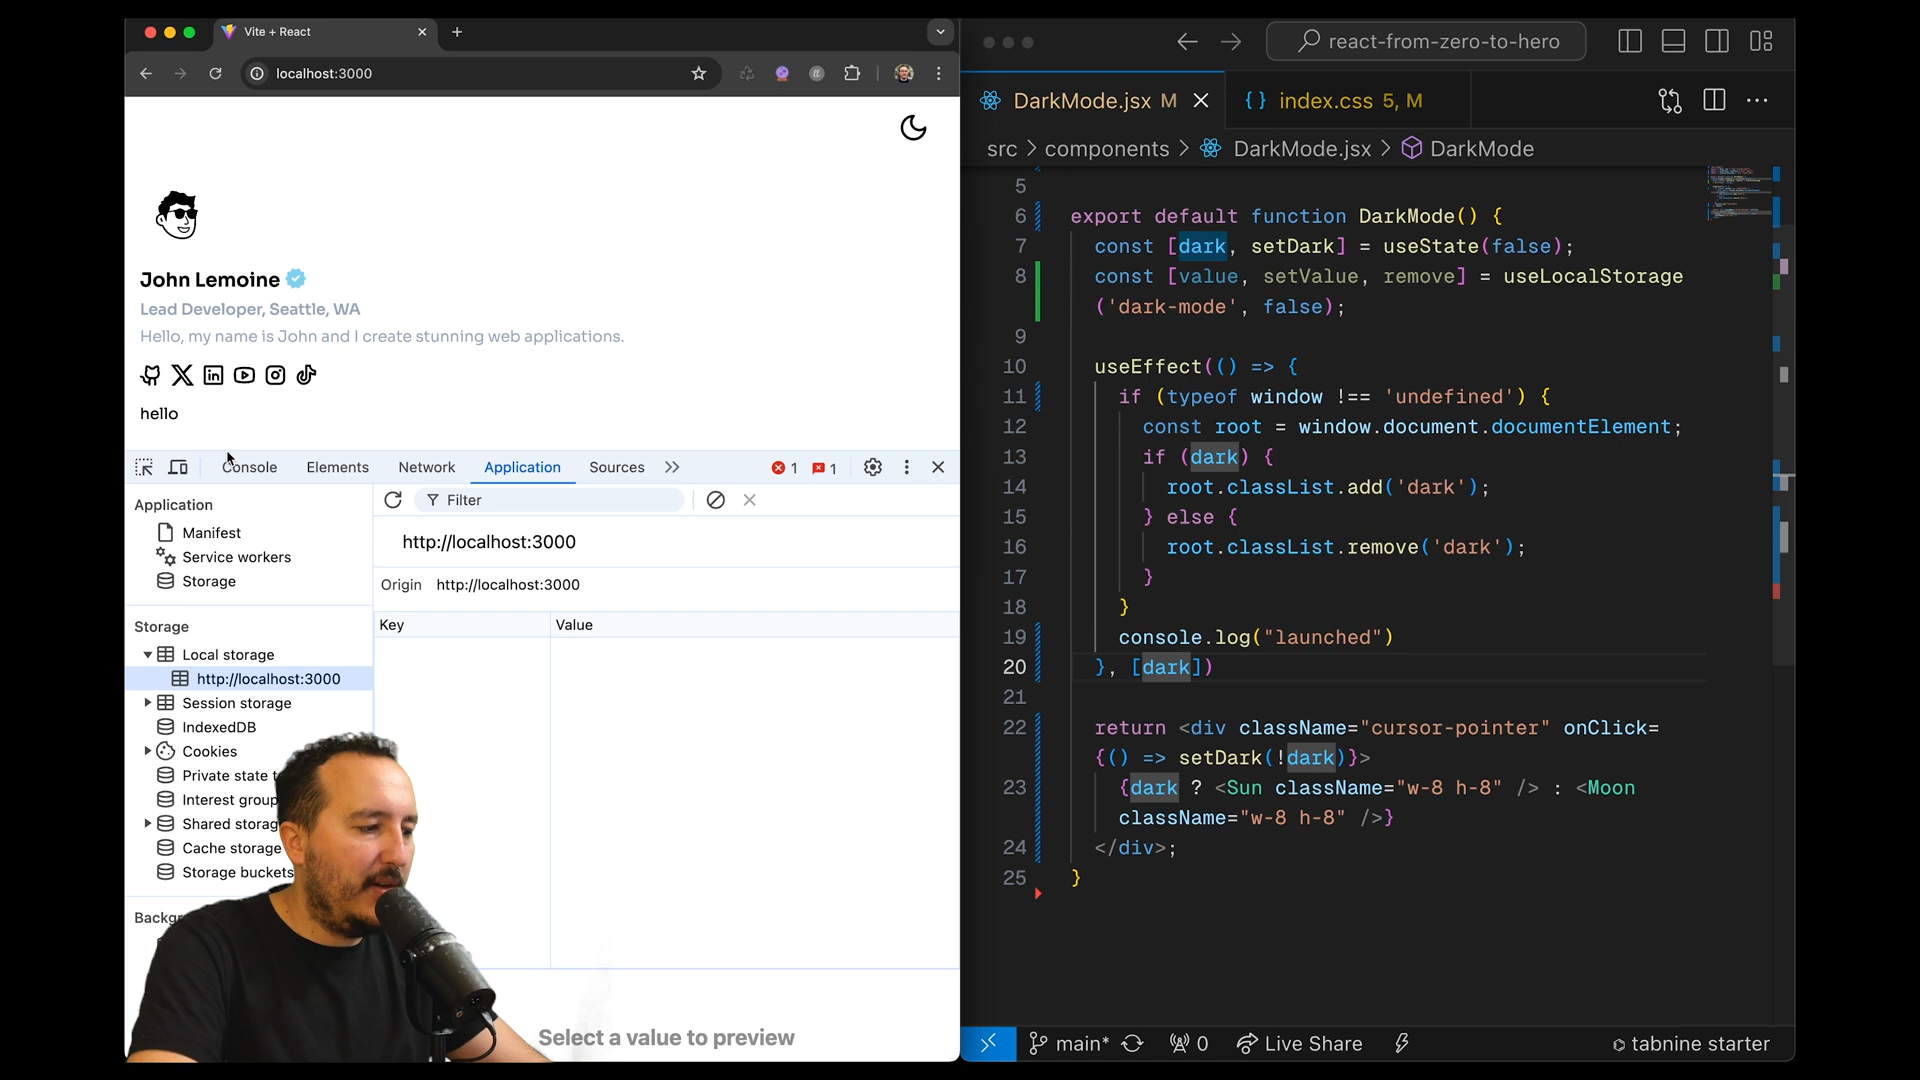 Vite + React
localhost:3000
John Lemoine
Lead Developer, Seattle, WA
Hello, my name is John and I create stunning web applications.
hello
Console Elements Network Application Sources 1 1
Application
Manifest
Service workers
Storage
Storage
Local storage
http://localhost:3000
Session storage
IndexedDB
Cookies
Private state t
Interest group
Shared storag
Cache storage
Storage buckets
Backg
Filter
http://localhost:3000
Origin http://localhost:3000
Key Value
Select a value to preview
react-from-zero-to-hero
DarkMode.jsx M index.css 5, M
src > components > DarkMode.jsx > DarkMode
5
6 export default function DarkMode() {
7 const [dark, setDark] = useState(false);
8 const [value, setValue, remove] = useLocalStorage
('dark-mode', false);
9
10 useEffect(() => {
11 if (typeof window !== 'undefined') {
12 const root = window.document.documentElement;
13 if (dark) {
14 root.classList.add('dark');
15 } else {
16 root.classList.remove('dark');
17 }
18 }
19 console.log("launched")
20 }, [dark])
21
22 return <div className="cursor-pointer" onClick=
{() => setDark(!dark)}>
23 {dark ? <Sun className="w-8 h-8" /> : <Moon
className="w-8 h-8" />}
24 </div>;
25 }
main* 0 Live Share tabnine starter